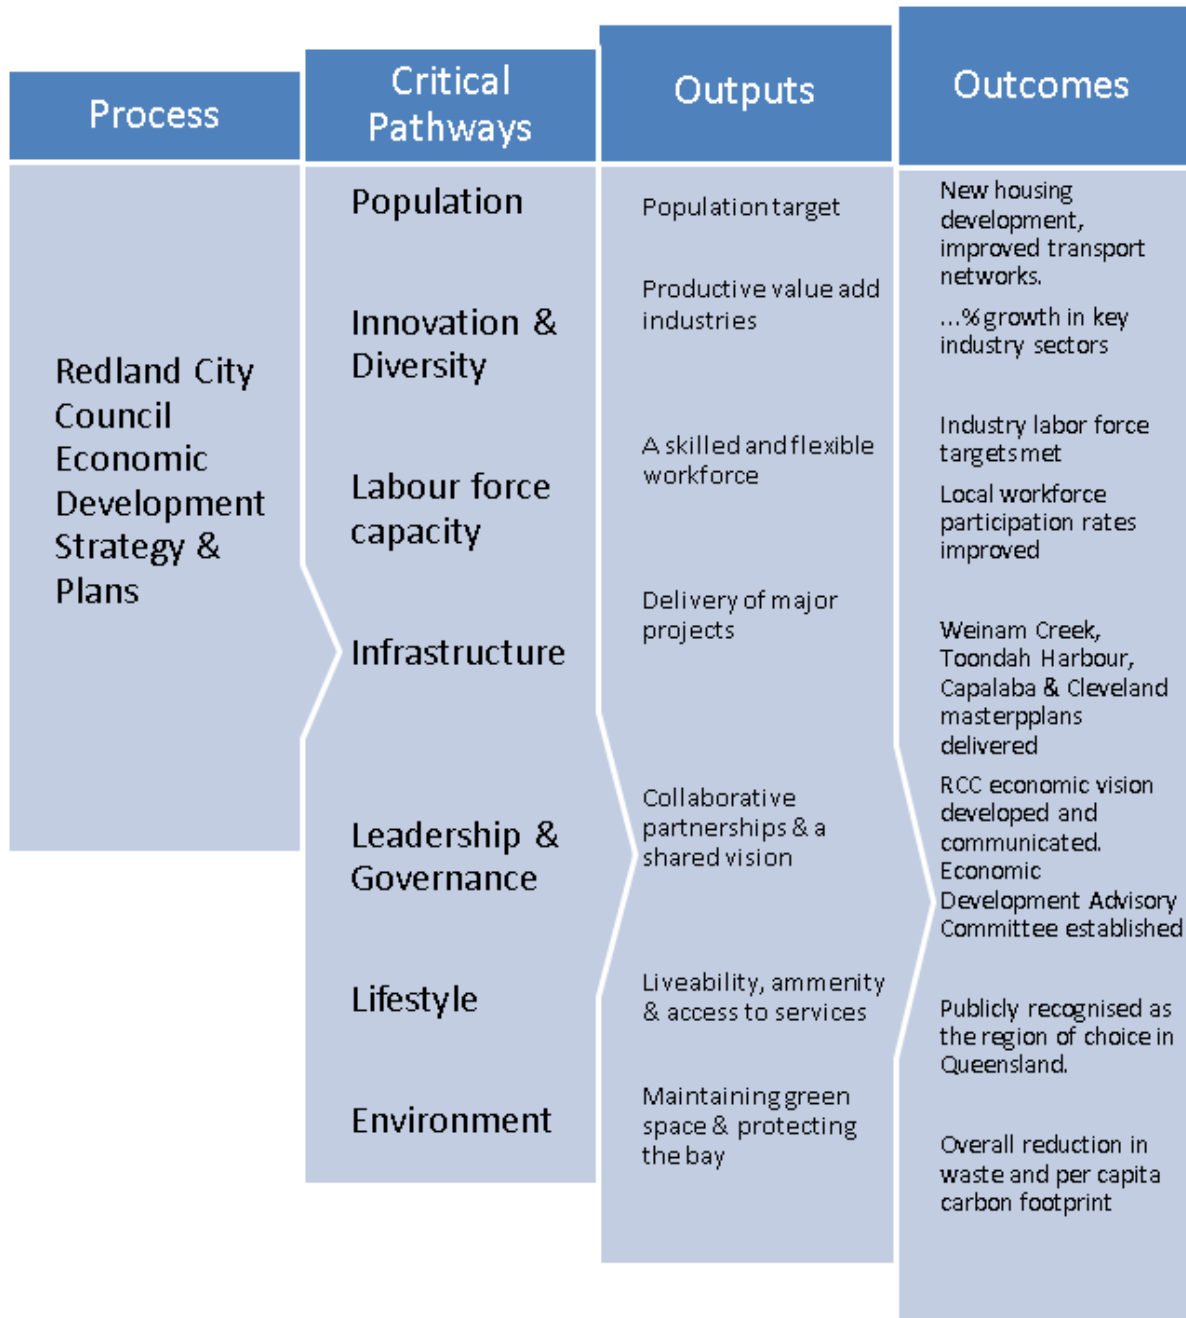 Process
Redland City
Council
Economic
Development
Strategy &
Plans
Critical
Pathways
Population
Innovation &
Diversity
Labour force
capacity
Infrastructure
Leadership &
Governance
Lifestyle
Environment
Outputs
Population target
Productive value add
industries
A skilled and flexible
workforce
Delivery of major
projects
Collaborative
partnerships & a
shared vision
Liveability, ammenity
& access to services
Maintaining green
space & protecting
the bay
Outcomes
New housing
development,
improved transport
networks.
...% growth in key
industry sectors
Industry labor force
targets met
Local workforce
participation rates
improved
Weinam Creek,
Toondah Harbour,
Capalaba & Cleveland
masterpplans
delivered
RCC economic vision
developed and
communicated.
Economic
Development Advisory
Committee established
Publicly recognised as
the region of choice in
Queensland.
Overall reduction in
waste and per capita
carbon footprint